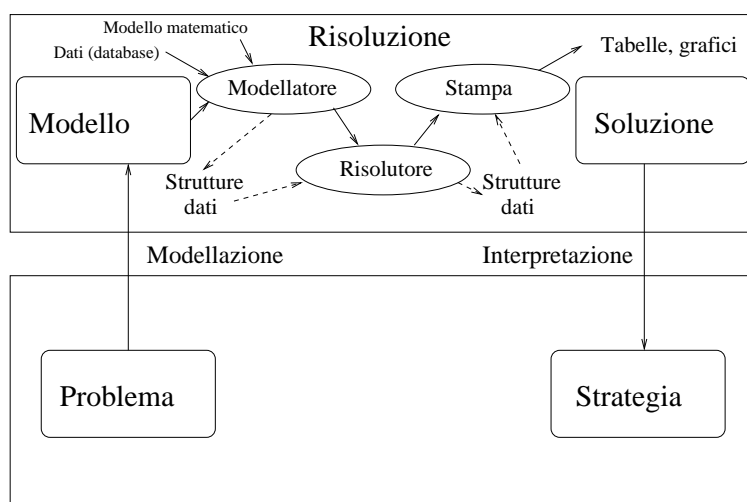 Modello matematico
Risoluzione
Dati (database)
Tabelle, grafici
Modellatore
Stampa
Modello
Soluzione
Risolutore
Strutture
dati
Strutture
dati
Modellazione
Interpretazione
Problema
Strategia